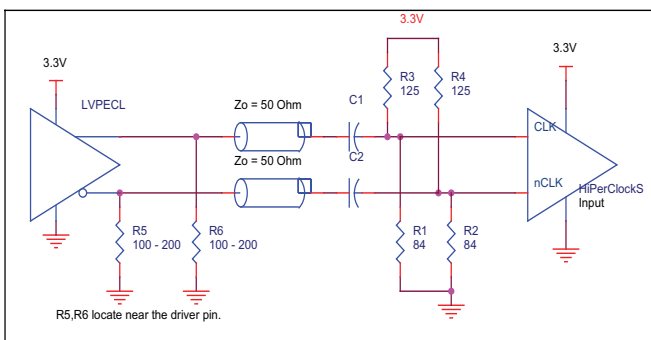 3.3V
3.3V
LVPECL
3.3V
R3
125
R4
125
Zo = 50 Ohm
C1
CLK
Zo = 50 Ohm
C2
nCLK
HiPerClockS
Input
R5
100 - 200
R6
100 - 200
R1
84
R2
84
R5,R6 locate near the driver pin.